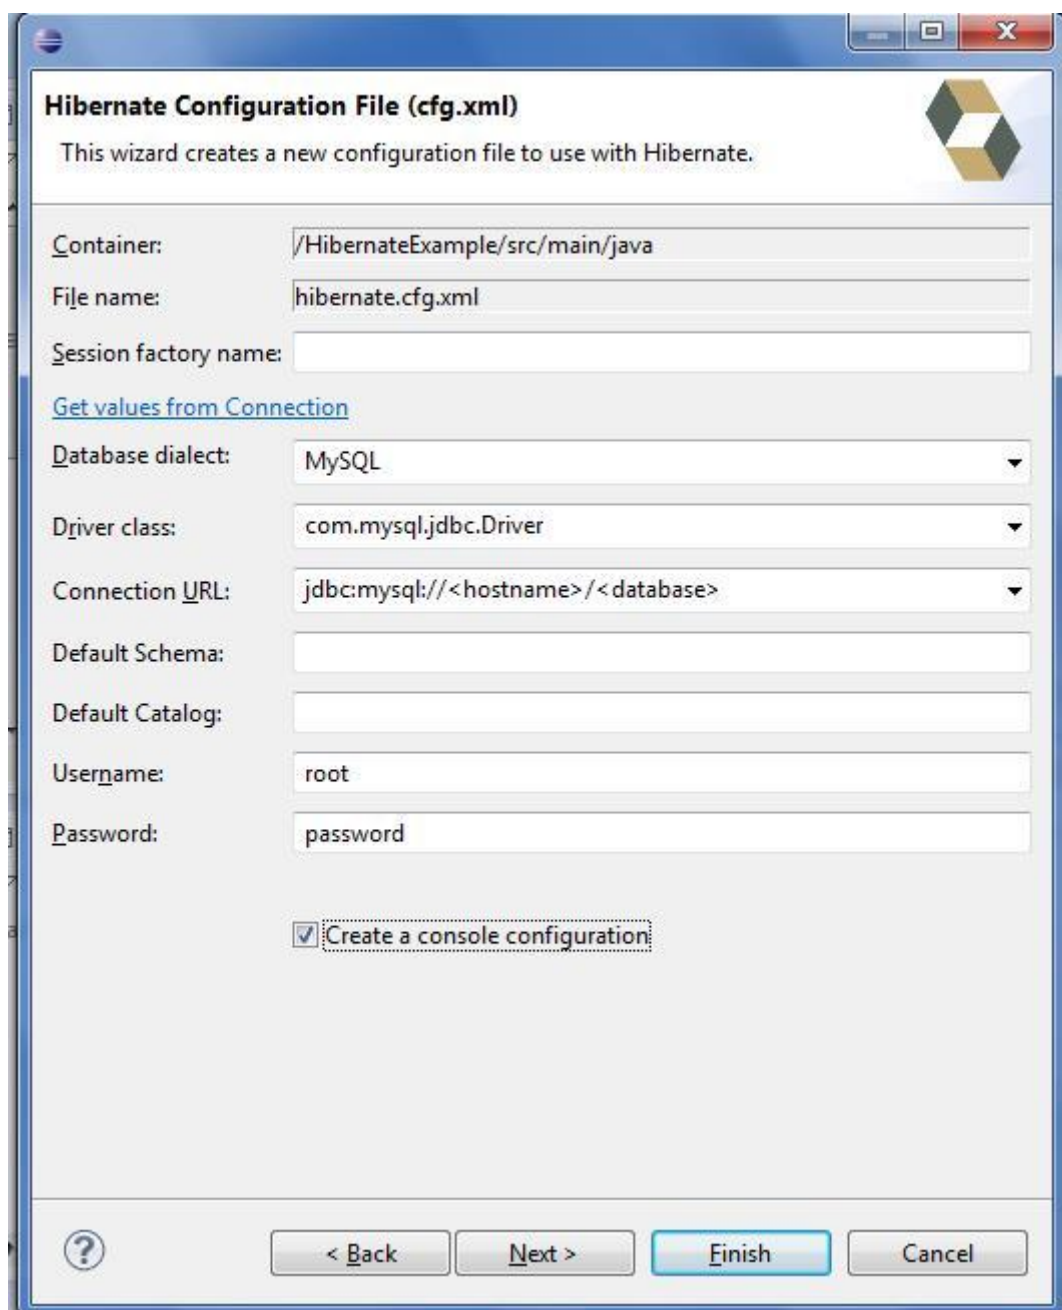 Hibernate Configuration File (cfg.xml)
This wizard creates a new configuration file to use with Hibernate.
Container: /HibernateExample/src/main/java
File name: hibernate.cfg.xml
Session factory name:
Get values from Connection
Database dialect: MySQL
Driver class: com.mysql.jdbc.Driver
Connection URL: jdbc:mysql://<hostname>/<database>
Default Schema:
Default Catalog:
Username: root
Password: password
Create a console configuration
? < Back Next > Finish Cancel